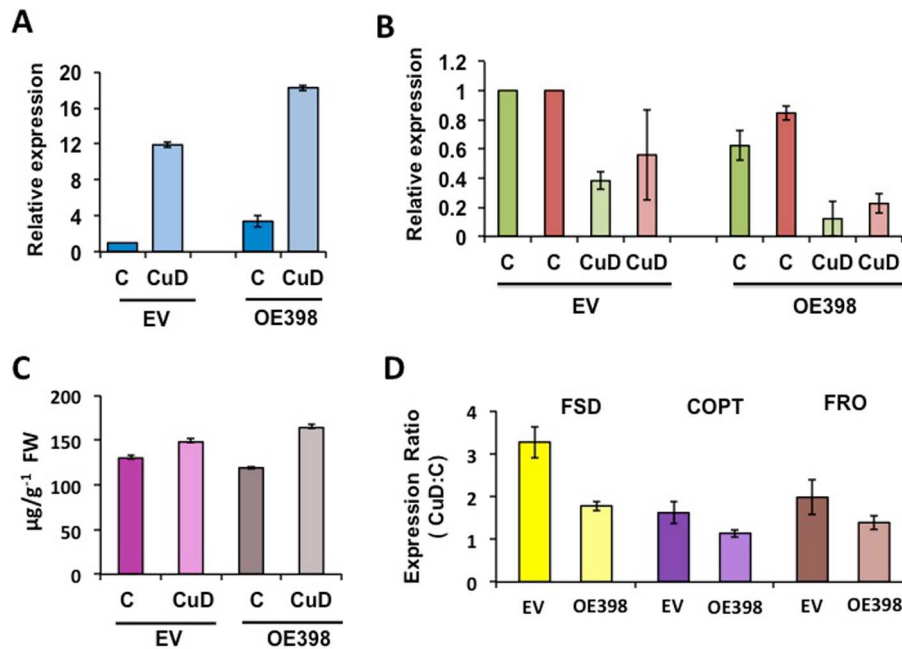 A
Relative expression
20
16
12
8
4
0
C CuD C CuD
EV OE398
B
Relative expression
1.2
1
0.8
0.6
0.4
0.2
0
C C CuD CuD C C CuD CuD
EV OE398
C
µg/g⁻¹ FW
200
150
100
50
0
C CuD C CuD
EV OE398
D
Expression Ratio
( CuD:C)
4
3
2
1
0
FSD COPT FRO
EV OE398 EV OE398 EV OE398